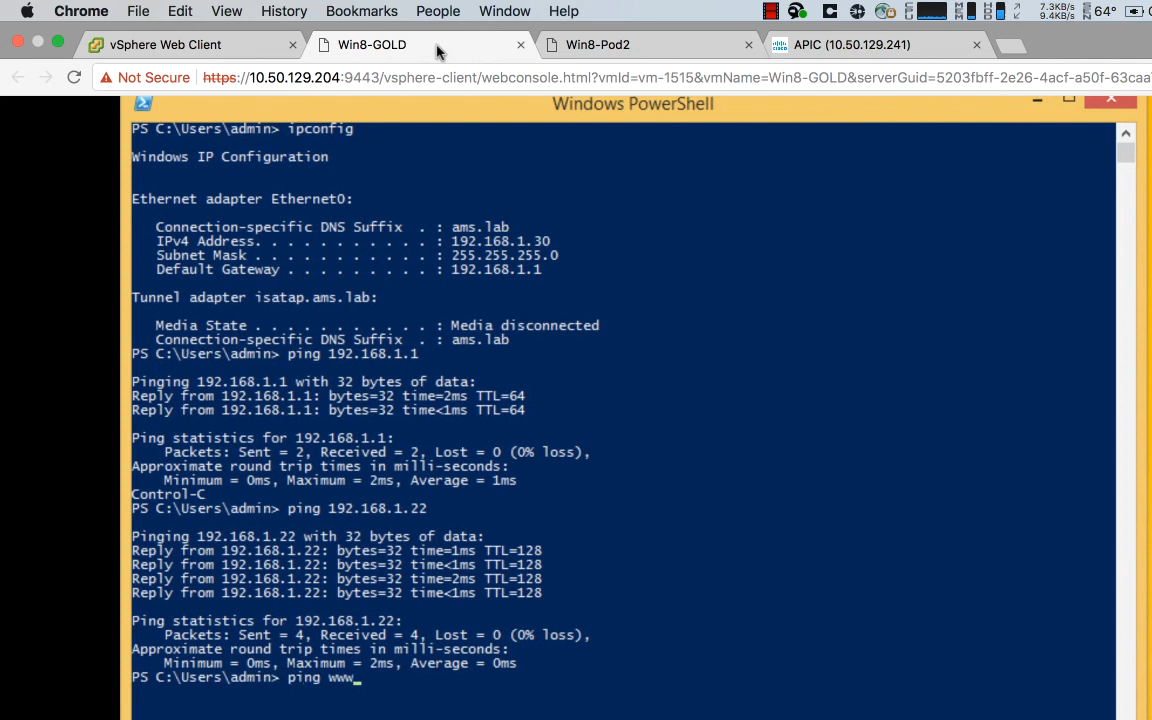 Chrome File Edit View History Bookmarks People Window Help 7.3KB/s 9.4KB/s 64°
vSphere Web Client Win8-GOLD Win8-Pod2 APIC (10.50.129.241)
Not Secure https://10.50.129.204:9443/vsphere-client/webconsole.html?vmId=vm-1515&vmName=Win8-GOLD&serverGuid=5203fbff-2e26-4acf-a50f-63caa
Windows PowerShell
PS C:\Users\admin> ipconfig
Windows IP Configuration
Ethernet adapter Ethernet0:
Connection-specific DNS Suffix . : ams.lab
IPv4 Address. . . . . . . . . . . : 192.168.1.30
Subnet Mask . . . . . . . . . . . : 255.255.255.0
Default Gateway . . . . . . . . . : 192.168.1.1
Tunnel adapter isatap.ams.lab:
Media State . . . . . . . . . . . : Media disconnected
Connection-specific DNS Suffix . : ams.lab
PS C:\Users\admin> ping 192.168.1.1
Pinging 192.168.1.1 with 32 bytes of data:
Reply from 192.168.1.1: bytes=32 time=2ms TTL=64
Reply from 192.168.1.1: bytes=32 time<1ms TTL=64
Ping statistics for 192.168.1.1:
Packets: Sent = 2, Received = 2, Lost = 0 (0% loss),
Approximate round trip times in milli-seconds:
Minimum = 0ms, Maximum = 2ms, Average = 1ms
Control-C
PS C:\Users\admin> ping 192.168.1.22
Pinging 192.168.1.22 with 32 bytes of data:
Reply from 192.168.1.22: bytes=32 time=1ms TTL=128
Reply from 192.168.1.22: bytes=32 time<1ms TTL=128
Reply from 192.168.1.22: bytes=32 time=2ms TTL=128
Reply from 192.168.1.22: bytes=32 time<1ms TTL=128
Ping statistics for 192.168.1.22:
Packets: Sent = 4, Received = 4, Lost = 0 (0% loss),
Approximate round trip times in milli-seconds:
Minimum = 0ms, Maximum = 2ms, Average = 0ms
PS C:\Users\admin> ping www_